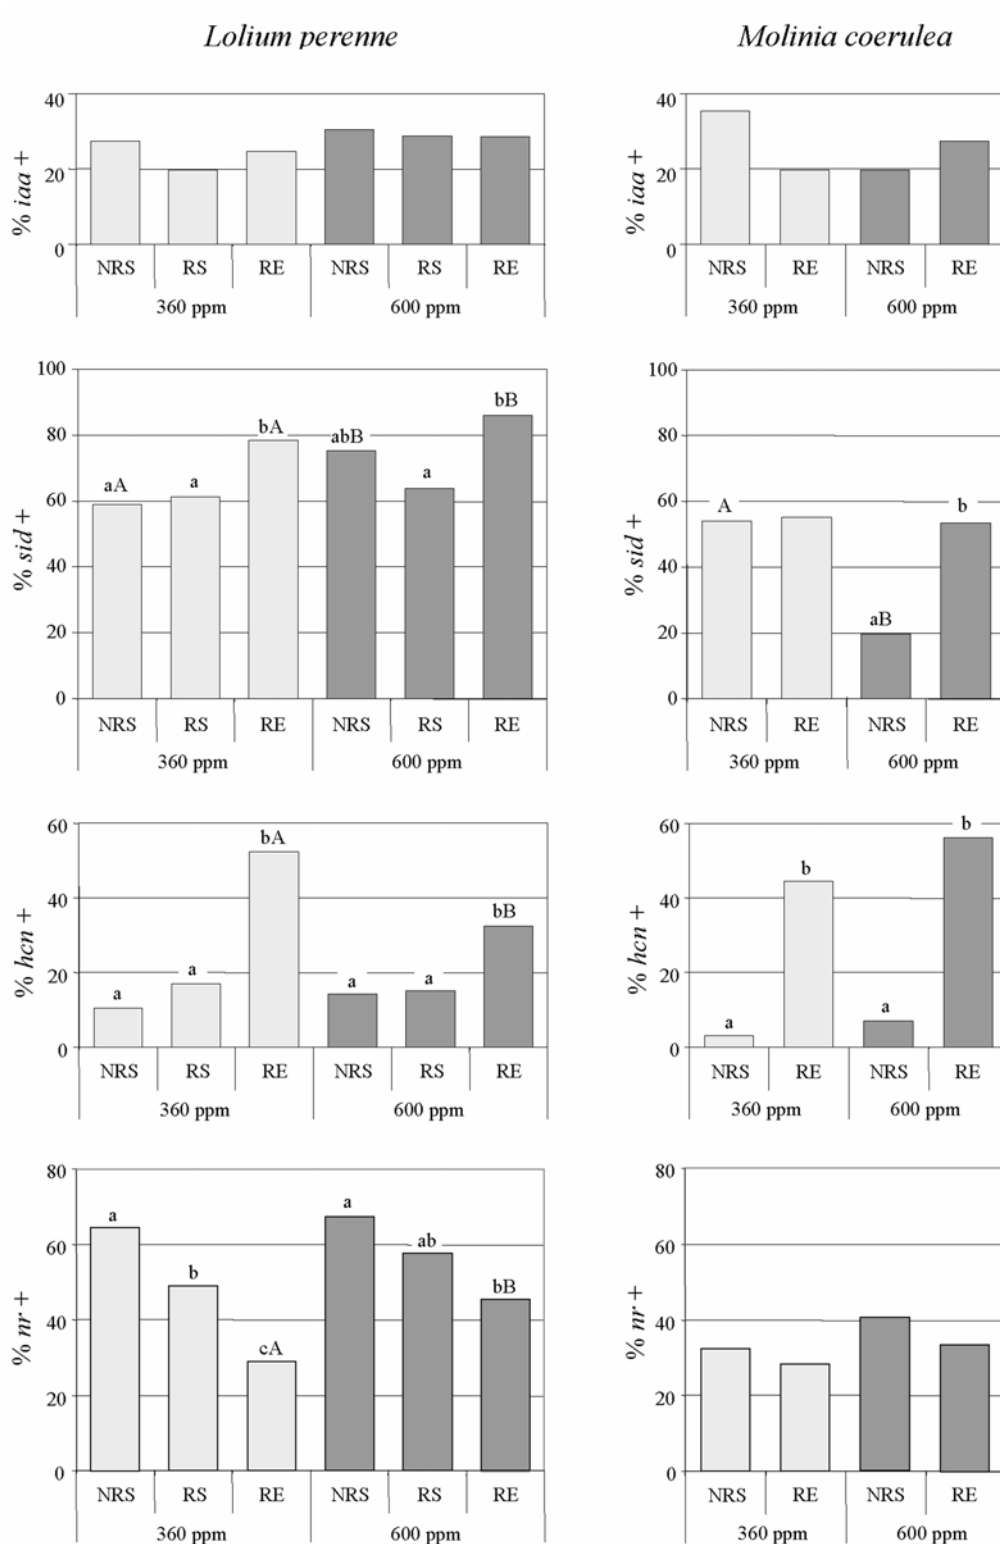 Lolium perenne
Molinia coerulea
% iaa +
40
20
0
NRS RS RE NRS RS RE
360 ppm 600 ppm
% iaa +
40
20
0
NRS RE NRS RE
360 ppm 600 ppm
% sid +
100
80
60
40
20
0
aA a bA abB a bB
NRS RS RE NRS RS RE
360 ppm 600 ppm
% sid +
100
80
60
40
20
0
A aB b
NRS RE NRS RE
360 ppm 600 ppm
% hcn +
60
40
20
0
a a bA a a bB
NRS RS RE NRS RS RE
360 ppm 600 ppm
% hcn +
60
40
20
0
a b a b
NRS RE NRS RE
360 ppm 600 ppm
% nr +
80
60
40
20
0
a b cA a ab bB
NRS RS RE NRS RS RE
360 ppm 600 ppm
% nr +
80
60
40
20
0
NRS RE NRS RE
360 ppm 600 ppm